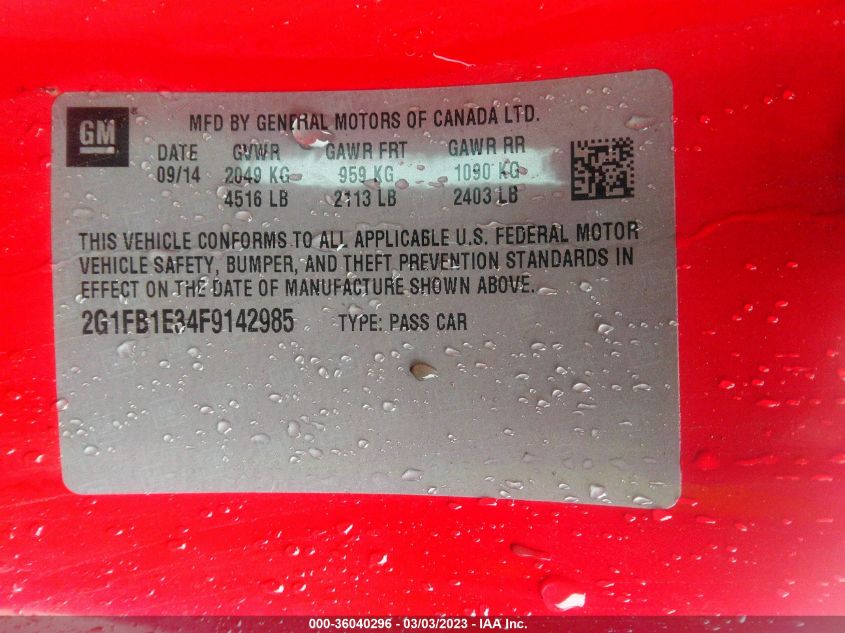 GM
MFD BY GENERAL MOTORS OF CANADA LTD.
DATE GVWR GAWR FRT GAWR RR
09/14 2049 KG 959 KG 1090 KG
4516 LB 2113 LB 2403 LB
THIS VEHICLE CONFORMS TO ALL APPLICABLE U.S. FEDERAL MOTOR
VEHICLE SAFETY, BUMPER, AND THEFT PREVENTION STANDARDS IN
EFFECT ON THE DATE OF MANUFACTURE SHOWN ABOVE.
2G1FB1E34F9142985 TYPE: PASS CAR
000-36040296 - 03/03/2023 - IAA Inc.